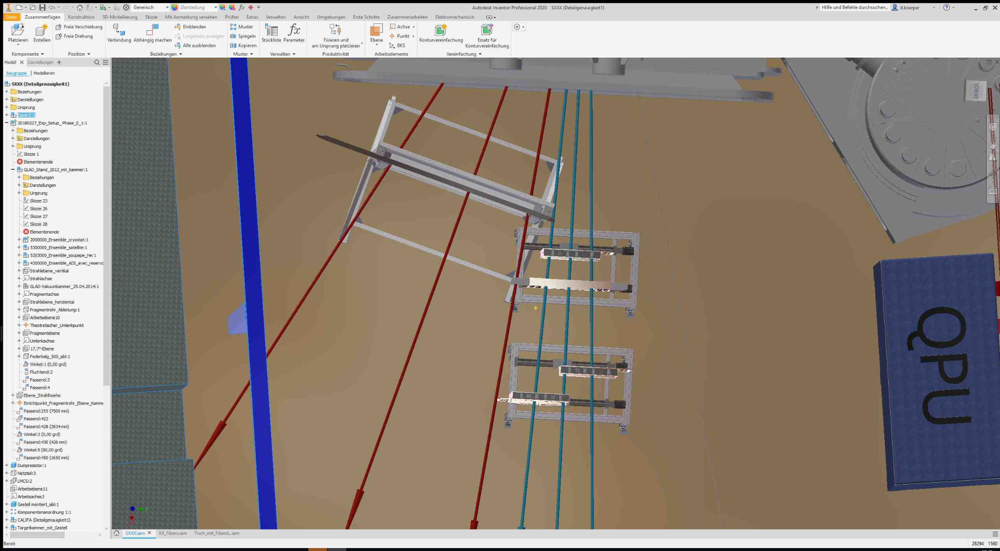 Generisch
Darstellung
Autodesk Inventor Professional 2020 SXXX (Detailgenauigkeit1)
Hilfe und Befehle durchsuchen...
d.koerper
Datei Zusammenfügen Konstruktion 3D-Modellierung Skizze Mit Anmerkung versehen Prüfen Extras Verwalten Ansicht Umgebungen Erste Schritte Zusammenarbeiten Elektromechanisch
Platzieren Erstellen
Freie Verschiebung
Freie Drehung
Verbindung Abhängig machen
Einblenden
Losgelöste anzeigen
Alle ausblenden
Muster
Spiegeln
Kopieren
Stückliste Parameter
Fixieren und
am Ursprung platzieren
Ebene
Achse
Punkt
BKS
Konturvereinfachung
Ersatz für
Konturvereinfachung
Komponente Position Beziehungen Muster Verwalten Produktivität Arbeitselemente Vereinfachung
Modell Darstellungen
Baugruppe | Modellieren
SXXX (Detailgenauigkeit1)
Beziehungen
Darstellungen
Ursprung
Cave C:2
20180227_Exp_Setup_ Phase_0_1:1
Beziehungen
Darstellungen
Ursprung
Skizze 1
Elementenende
GLAD_Stand_2013_mit_kammer:1
Beziehungen
Darstellungen
Ursprung
Skizze 23
Skizze 26
Skizze 27
Skizze 28
Elementenende
2000000_Ensemble_cryostat:1
5300000_Ensemble_satellite:1
5203000_Ensemble_soupape_He:1
4300000_Ensemble_ADI_avec_reservo
Strahlebene_vertikal
Strahlachse
GLAD-Vakuumkammer_25.04.2014:1
Fragmentachse
Strahlebene_horizontal
Fragmentrohr_Ableitung:1
Arbeitsebene10
Theotretischer_Umlenkpunkt
Fragmentebene
Umlenkachse
17,7°-Ebene
Federbalg_500_abl:1
Winkel:1 (0,00 grd)
Fluchtend:2
Passend:3
Passend:4
Ebene_Strahlhoehe
Eintrittpunkt_Fragmentrohr_Ebene_Kamme
Passend:255 (7500 mm)
Passend:422
Passend:428 (3834 mm)
Winkel:3 (0,00 grd)
Passend:430 (426 mm)
Winkel:5 (90,00 grd)
Passend:450 (1650 mm)
Dumpresistor:1
Netzteil:3
LMCS:2
Arbeitsebene11
Arbeitsachse3
Gestell montiert_abl:1
Komponentenanordnung 1:1
CALIFA (Detailgenauigkeit1)
Targetkammer_mit_Gestell
VORNE
QPU
Y
SXXX.iam XX_Fibers.iam Tisch_mit_Fiberd...iam
Bereit
28294 1560